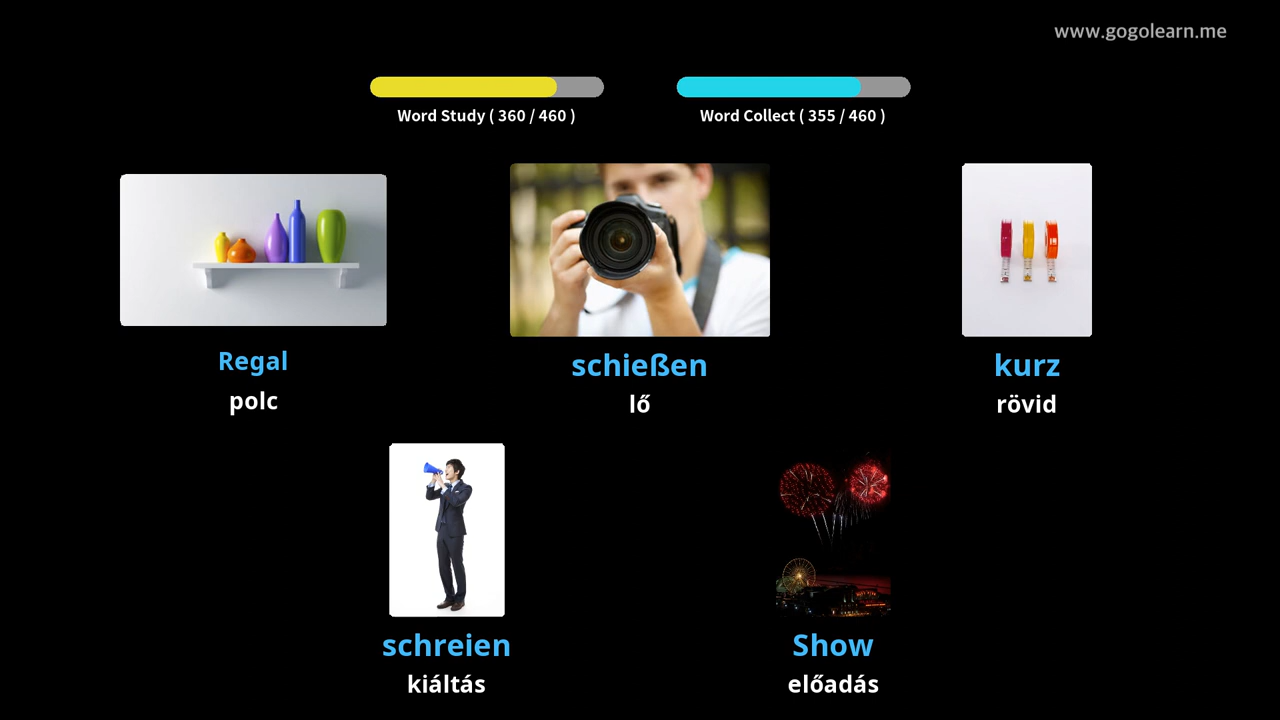 www.gogolearn.me
Word Study ( 360 / 460 )
Word Collect ( 355 / 460 )
Regal
polc
schießen
lő
kurz
rövid
schreien
kiáltás
Show
előadás